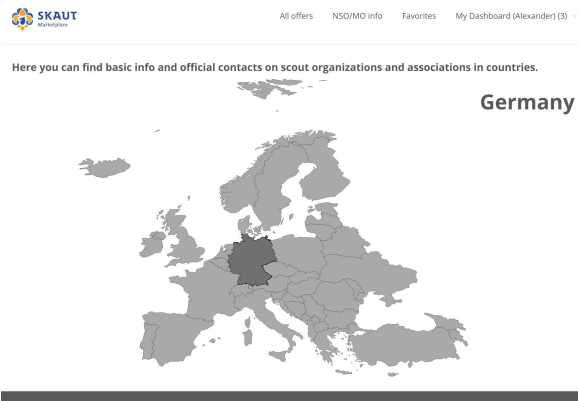 SKAUT
Marketplace
All offers NSO/MO info Favorites My Dashboard (Alexander) (3)
Here you can find basic info and official contacts on scout organizations and associations in countries.
Germany